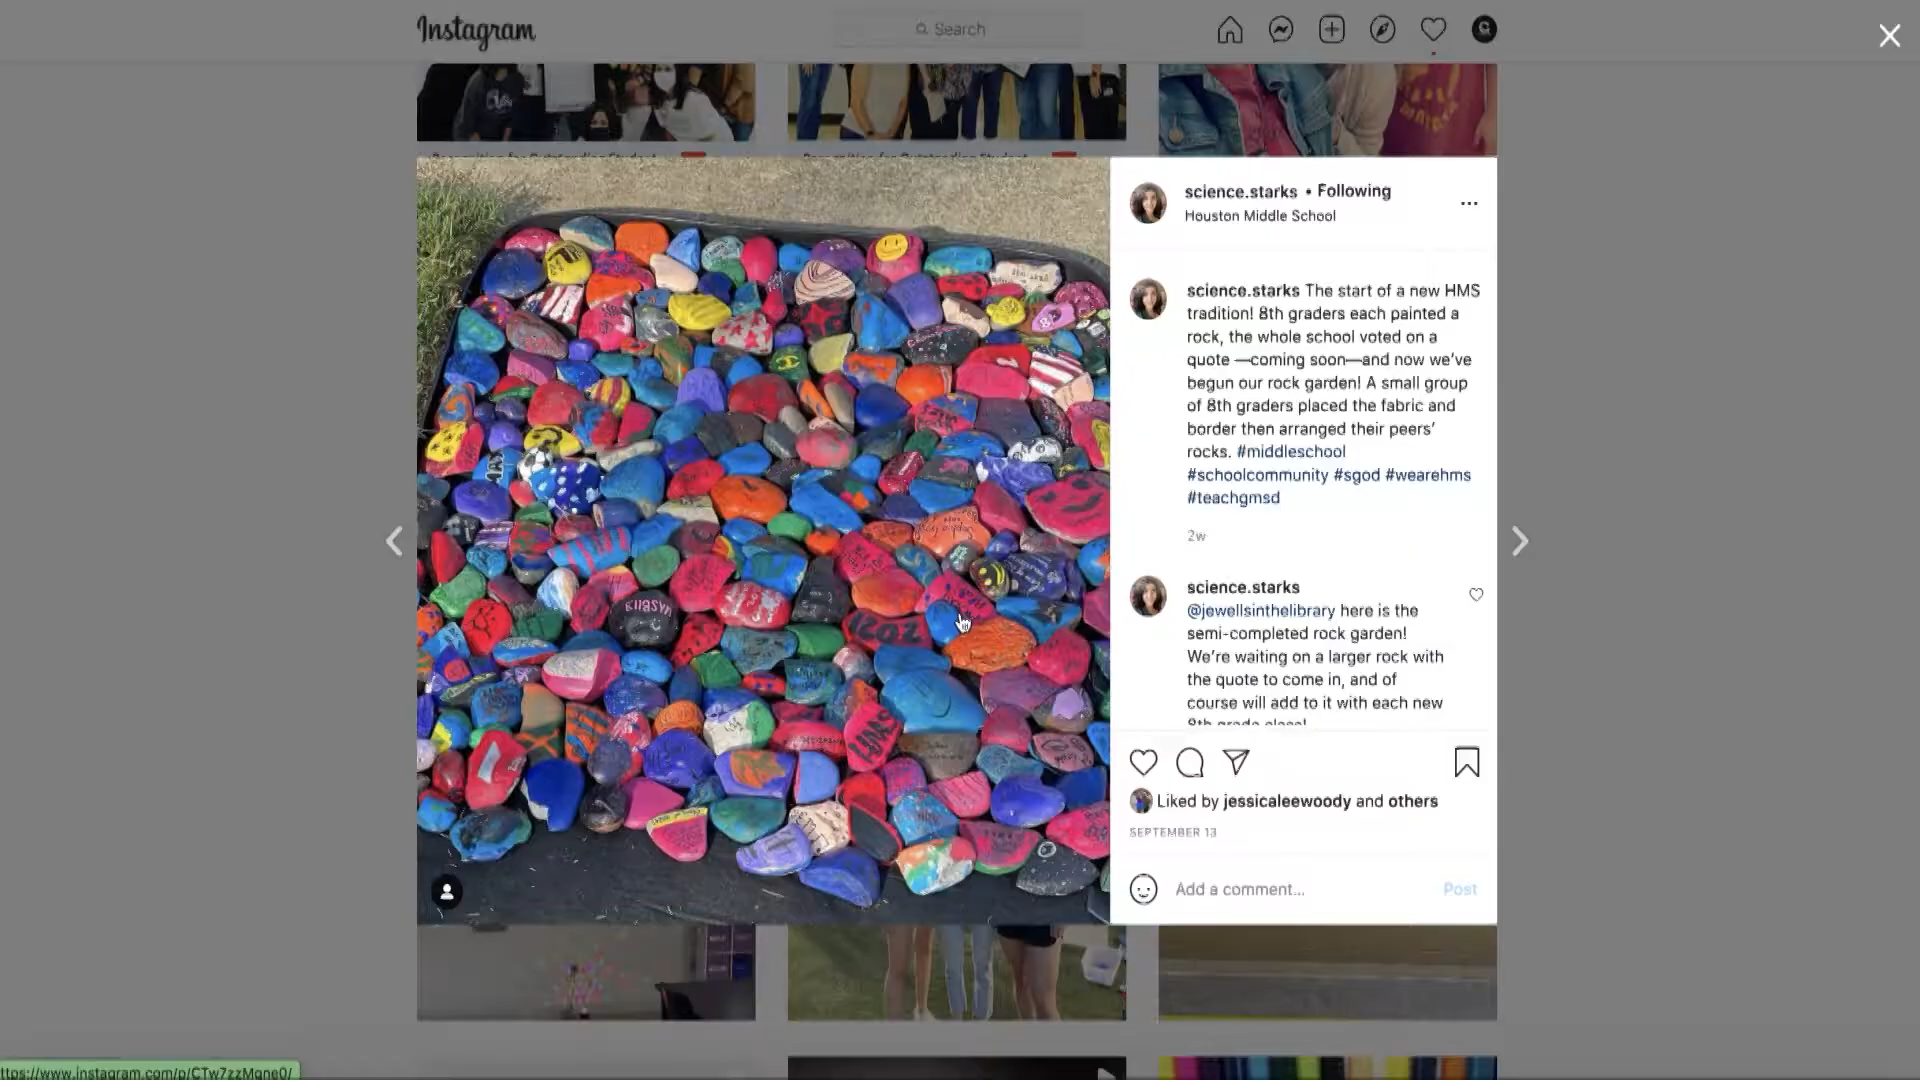 Instagram
Search
science.starks • Following
Houston Middle School
science.starks The start of a new HMS
tradition! 8th graders each painted a
rock, the whole school voted on a
quote —coming soon—and now we've
begun our rock garden! A small group
of 8th graders placed the fabric and
border then arranged their peers'
rocks. #middleschool
#schoolcommunity #sgod #wearehms
#teachgmsd
2w
science.starks
@jewellsinthelibrary here is the
semi-completed rock garden!
We're waiting on a larger rock with
the quote to come in, and of
course will add to it with each new
8th grade class!
2021
Liked by jessicaleewoody and others
SEPTEMBER 13
Add a comment... Post